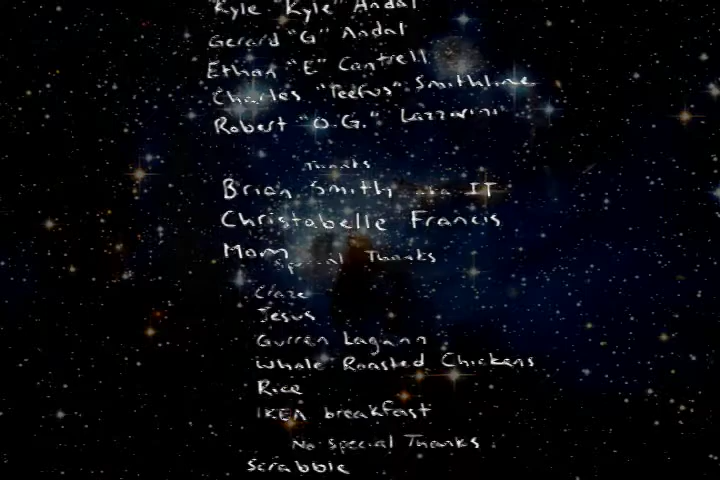 Kyle "Kyle" Andal
Gerard "G" Andal
Ethan "E" Cantrell
Charles "Teefus" Smithline
Robert "O.G." Lazzarini
Thanks
Brian Smith aka IT
Christabelle Francis
Mom
Special Thanks
Jesus
Gurren Lagann
Whole Roasted Chickens
Rice
IKEA breakfast
No Special Thanks
Scrabble